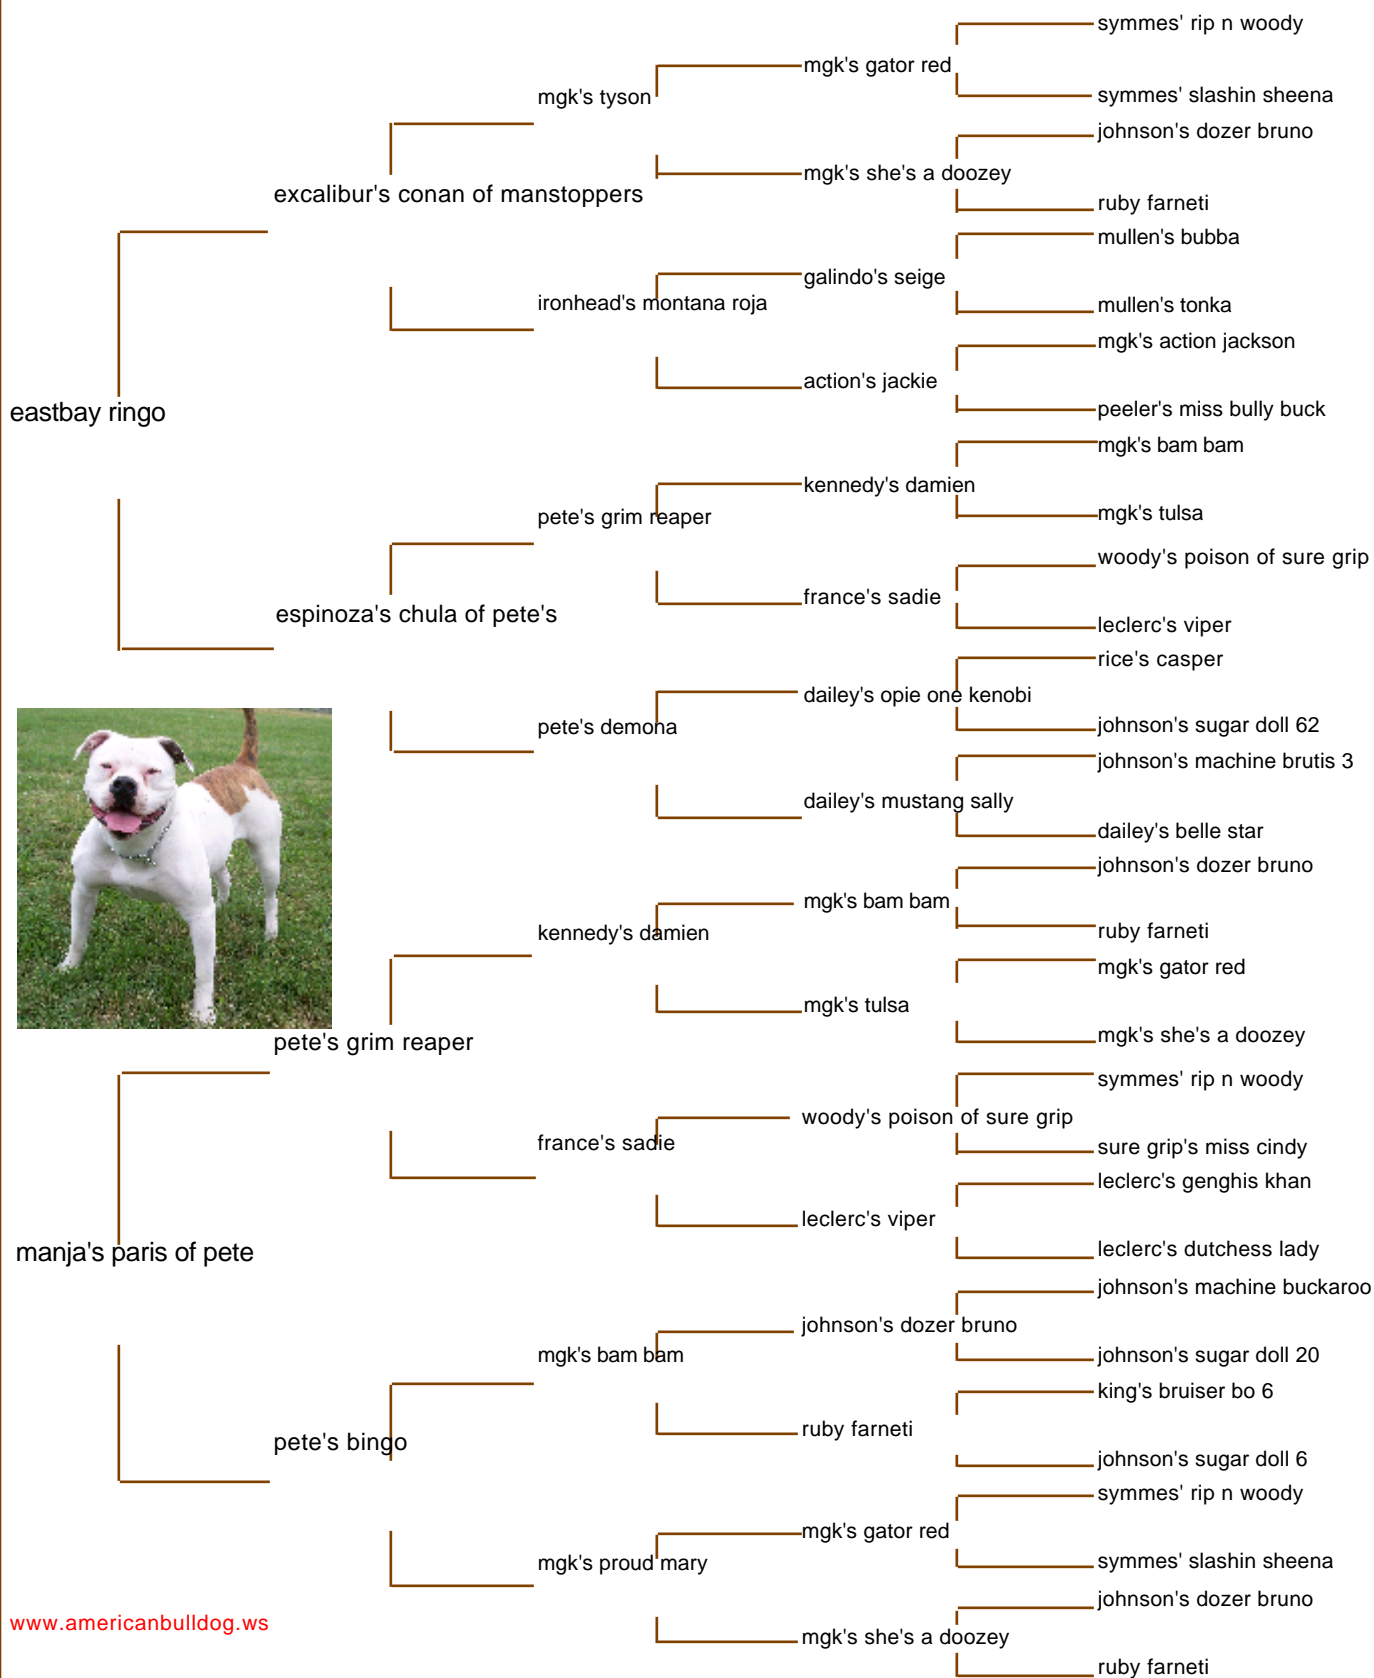 symmes' rip n woody
mgk's gator red
mgk's tyson
symmes' slashin sheena
johnson's dozer bruno
mgk's she's a doozey
excalibur's conan of manstoppers
ruby farneti
mullen's bubba
galindo's seige
ironhead's montana roja
mullen's tonka
mgk's action jackson
action's jackie
eastbay ringo
peeler's miss bully buck
mgk's bam bam
kennedy's damien
pete's grim reaper
mgk's tulsa
woody's poison of sure grip
france's sadie
espinoza's chula of pete's
leclerc's viper
rice's casper
dailey's opie one kenobi
pete's demona
johnson's sugar doll 62
johnson's machine brutis 3
dailey's mustang sally
dailey's belle star
johnson's dozer bruno
mgk's bam bam
kennedy's damien
ruby farneti
mgk's gator red
mgk's tulsa
mgk's she's a doozey
pete's grim reaper
symmes' rip n woody
woody's poison of sure grip
france's sadie
sure grip's miss cindy
leclerc's genghis khan
leclerc's viper
manja's paris of pete
leclerc's dutchess lady
johnson's machine buckaroo
johnson's dozer bruno
mgk's bam bam
johnson's sugar doll 20
king's bruiser bo 6
ruby farneti
pete's bingo
johnson's sugar doll 6
symmes' rip n woody
mgk's gator red
mgk's proud mary
symmes' slashin sheena
johnson's dozer bruno
www.americanbulldog.ws
mgk's she's a doozey
ruby farneti